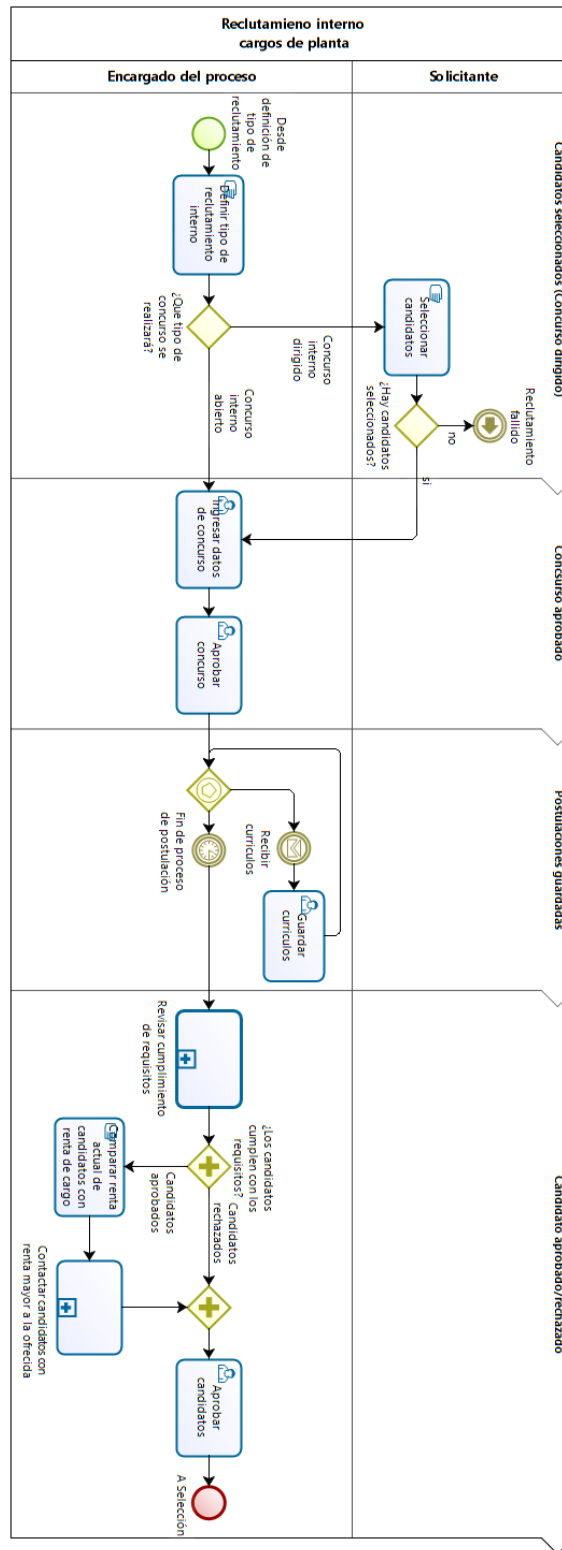 Reclutamieno interno
cargos de planta
Encargado del proceso
Solicitante
Candidatos seleccionados (Concurso dirigido)
Desde
definición de
tipo de
reclutamiento
Definir tipo de
reclutamiento
interno
¿Que tipo de
concurso se
realizará?
Concurso
interno
dirigido
Concurso
interno
abierto
Seleccionar
candidatos
¿Hay candidatos
seleccionados?
Reclutamiento
fallido
no
si
Concsurso aprobado
Ingresar datos
de concurso
Aprobar
concurso
Postulaciones guardadas
Recibir
curriculos
Fin de proceso
de postulación
Guardar
curriculos
Candidato aprobado/rechazado
Revisar cumplimiento
de requisitos
¿Los candidatos
cumplen con los
requisitos?
Candidatos
rechazados
Candidatos
aprobados
Comparar renta
actual de
candidatos con
renta de cargo
Contactar candidatos con
renta mayor a la ofrecida
Aprobar
candidatos
A Selección